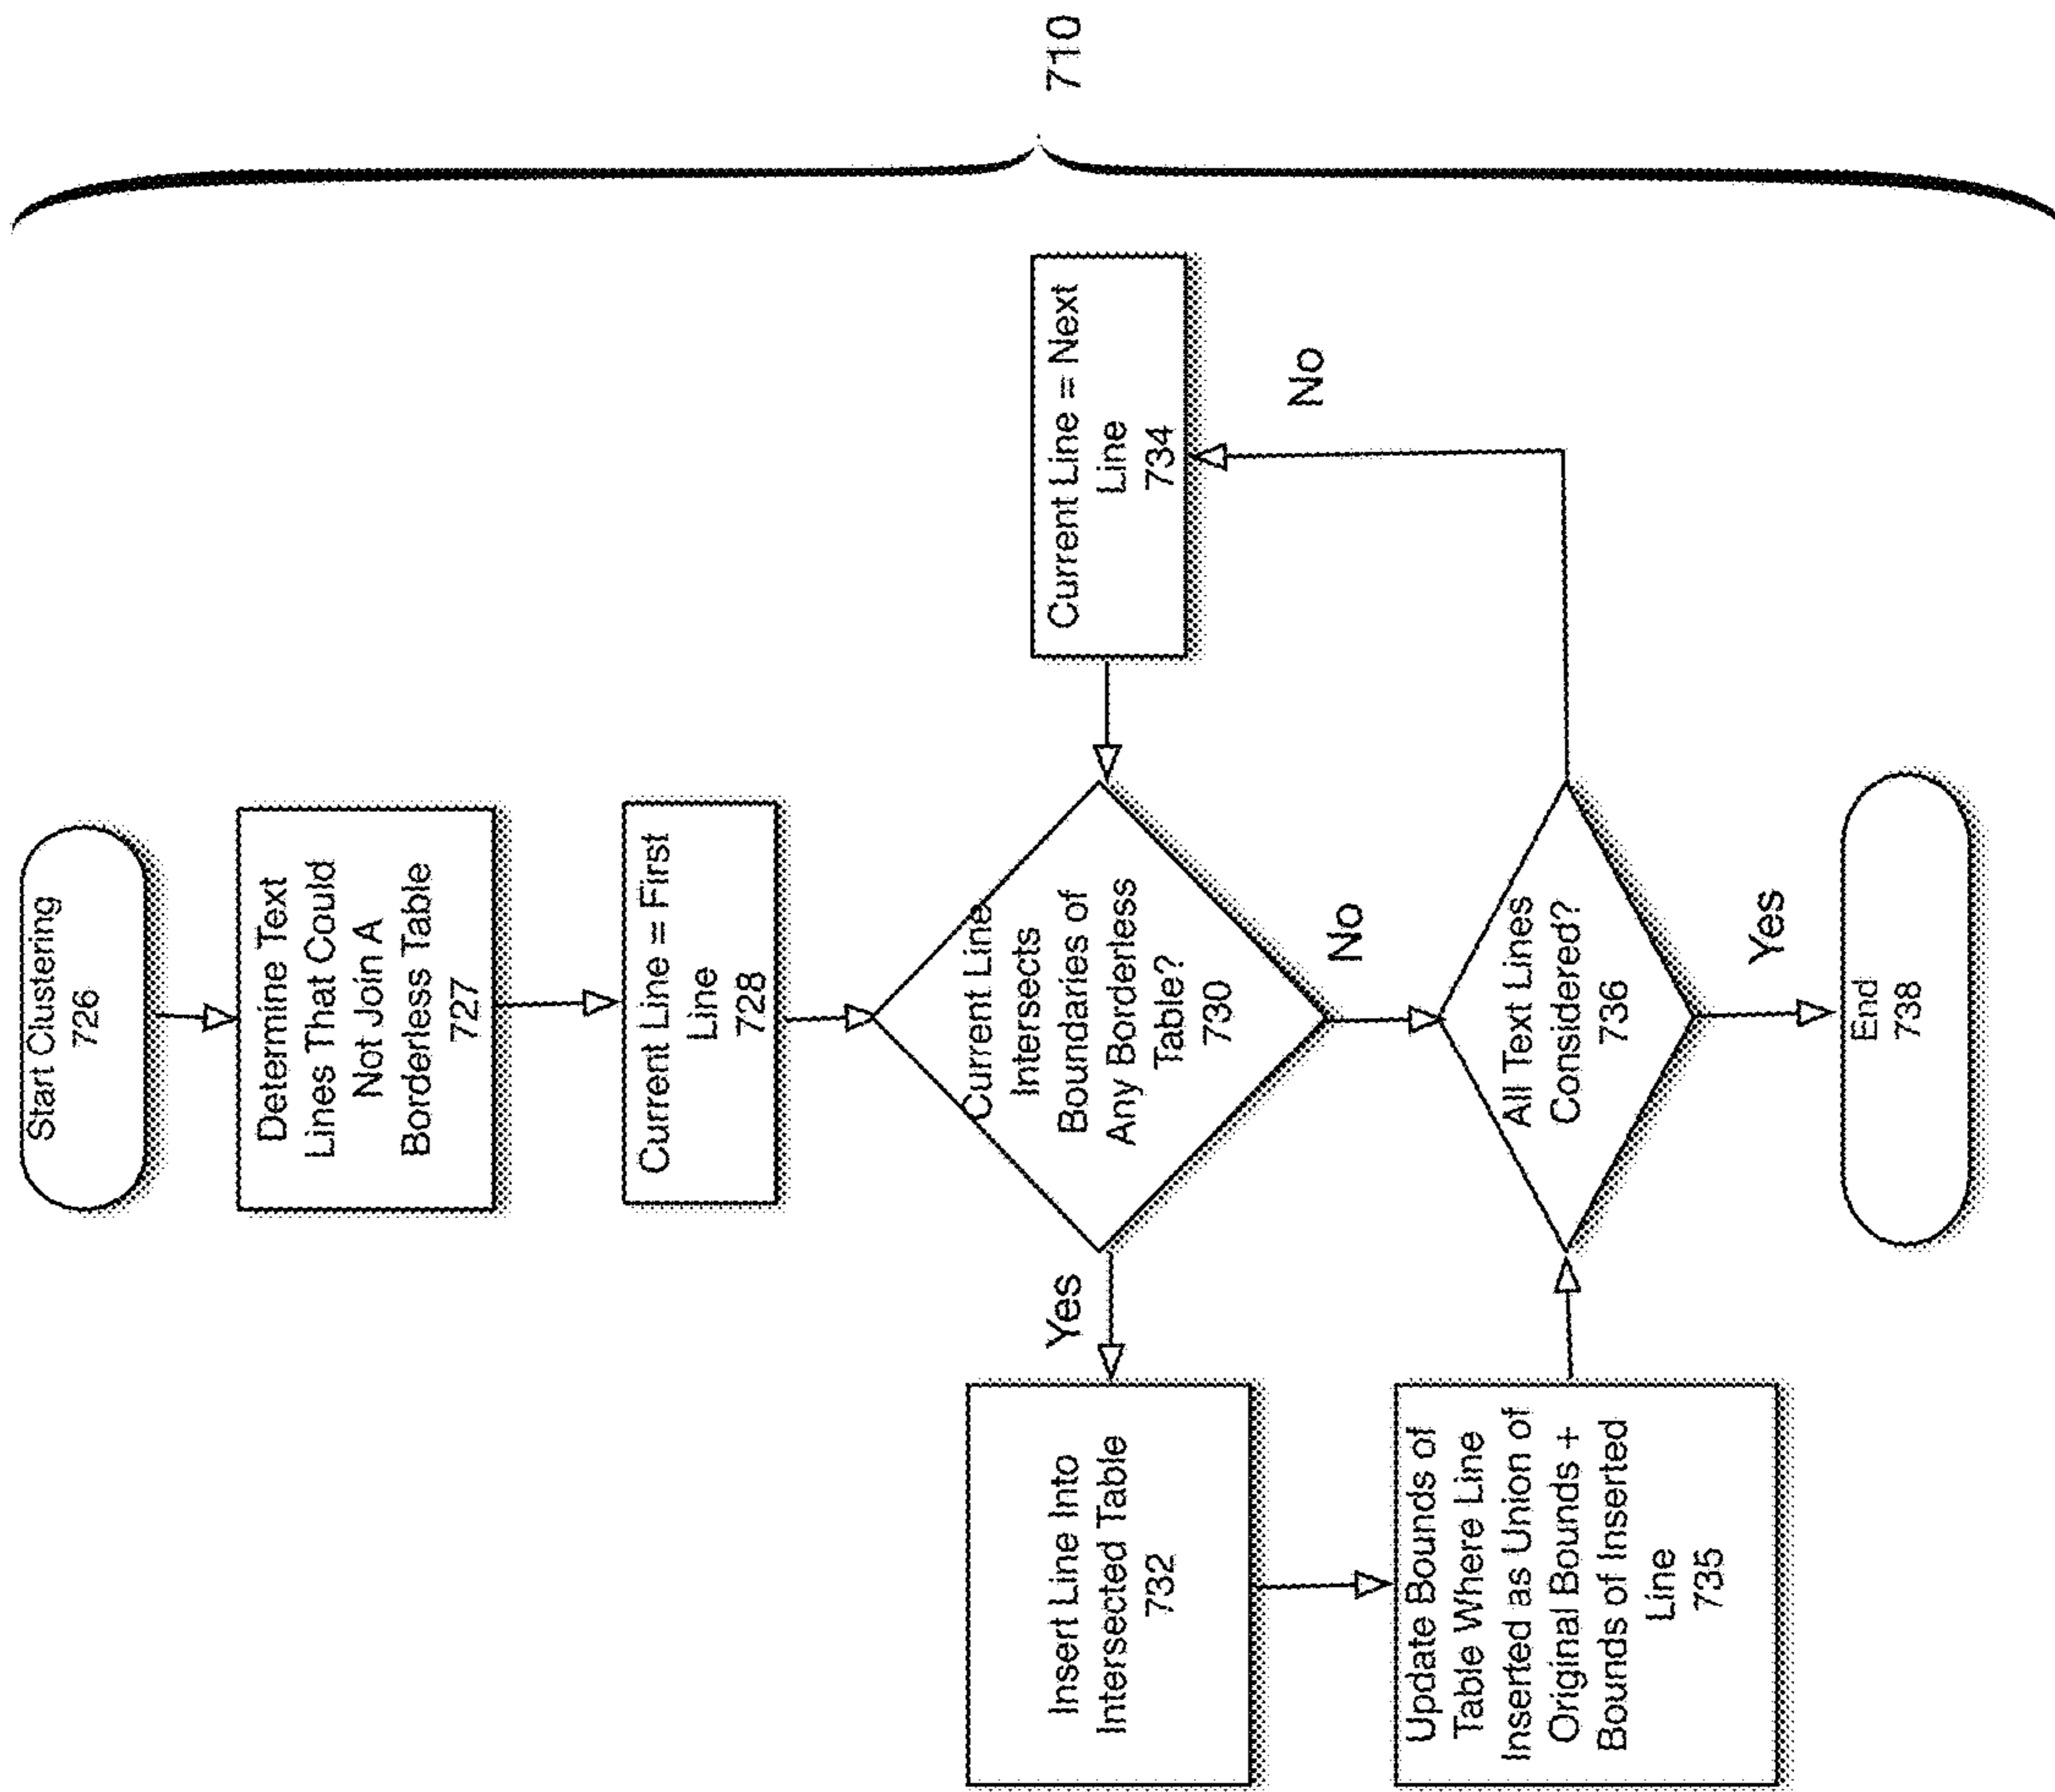 Start Clustering
726
Determine Text
Lines That Could
Not Join A
Borderless Table
727
Current Line = First
Line
728
Current Line
Intersects
Boundaries of
Any Borderless
Table?
730
Yes
No
Current Line = Next
Line
734
Insert Line Into
Intersected Table
732
Update Bounds of
Table Where Line
Inserted as Union of
Original Bounds +
Bounds of Inserted
Line
735
All Text Lines
Considered?
736
No
Yes
End
738
710